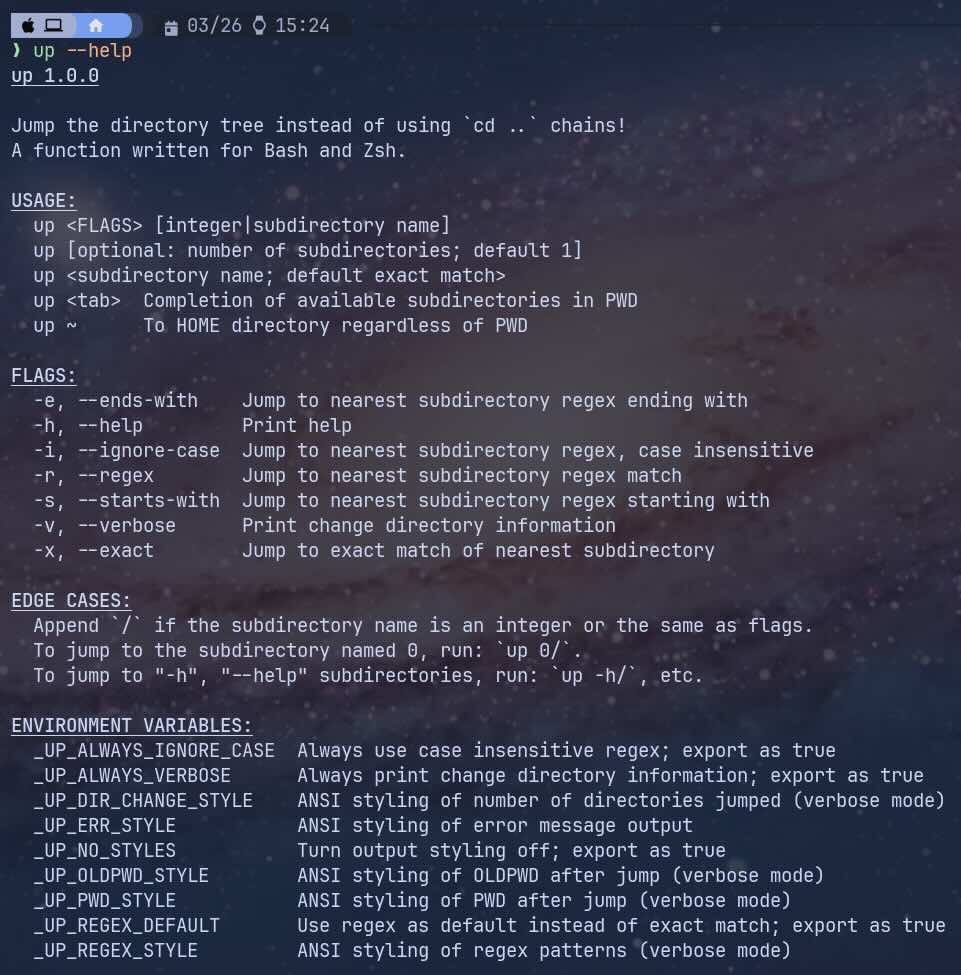 03/26 15:24
❯ up --help
up 1.0.0

Jump the directory tree instead of using `cd ..` chains!
A function written for Bash and Zsh.

USAGE:
  up <FLAGS> [integer|subdirectory name]
  up [optional: number of subdirectories; default 1]
  up <subdirectory name; default exact match>
  up <tab>  Completion of available subdirectories in PWD
  up ~      To HOME directory regardless of PWD

FLAGS:
  -e, --ends-with    Jump to nearest subdirectory regex ending with
  -h, --help         Print help
  -i, --ignore-case  Jump to nearest subdirectory regex, case insensitive
  -r, --regex        Jump to nearest subdirectory regex match
  -s, --starts-with  Jump to nearest subdirectory regex starting with
  -v, --verbose      Print change directory information
  -x, --exact        Jump to exact match of nearest subdirectory

EDGE CASES:
  Append `/` if the subdirectory name is an integer or the same as flags.
  To jump to the subdirectory named 0, run: `up 0/`.
  To jump to "-h", "--help" subdirectories, run: `up -h/`, etc.

ENVIRONMENT VARIABLES:
  _UP_ALWAYS_IGNORE_CASE  Always use case insensitive regex; export as true
  _UP_ALWAYS_VERBOSE      Always print change directory information; export as true
  _UP_DIR_CHANGE_STYLE    ANSI styling of number of directories jumped (verbose mode)
  _UP_ERR_STYLE           ANSI styling of error message output
  _UP_NO_STYLES           Turn output styling off; export as true
  _UP_OLDPWD_STYLE        ANSI styling of OLDPWD after jump (verbose mode)
  _UP_PWD_STYLE           ANSI styling of PWD after jump (verbose mode)
  _UP_REGEX_DEFAULT       Use regex as default instead of exact match; export as true
  _UP_REGEX_STYLE         ANSI styling of regex patterns (verbose mode)